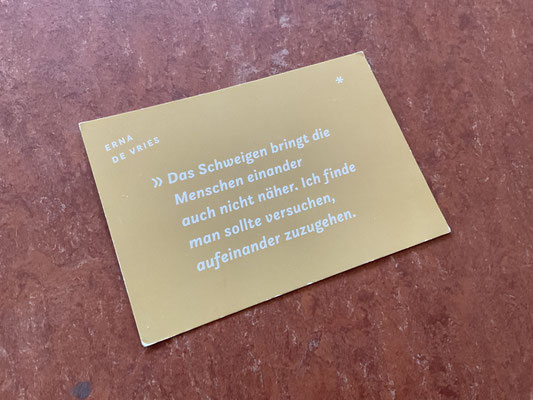 ERNA
DE VRIES
*
» Das Schweigen bringt die
Menschen einander
auch nicht näher. Ich finde
man sollte versuchen,
aufeinander zuzugehen.